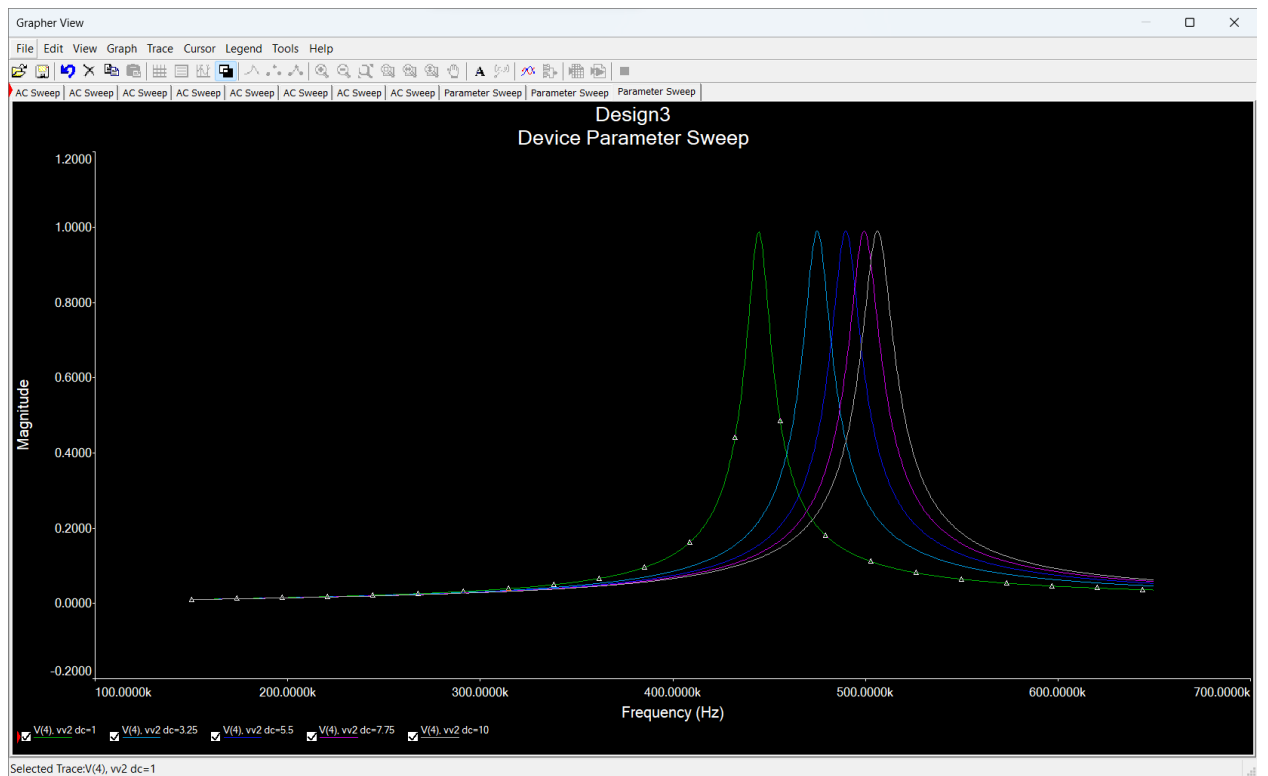 Grapher View
File Edit View Graph Trace Cursor Legend Tools Help
A
AC Sweep AC Sweep AC Sweep AC Sweep AC Sweep AC Sweep AC Sweep AC Sweep Parameter Sweep Parameter Sweep Parameter Sweep
Design3
Device Parameter Sweep
1.2000
1.0000
0.8000
0.6000
0.4000
0.2000
0.0000
-0.2000
Magnitude
100.0000k 200.0000k 300.0000k 400.0000k 500.0000k 600.0000k 700.0000k
Frequency (Hz)
V(4), vv2 dc=1 V(4), vv2 dc=3.25 V(4), vv2 dc=5.5 V(4), vv2 dc=7.75 V(4), vv2 dc=10
Selected Trace:V(4), vv2 dc=1